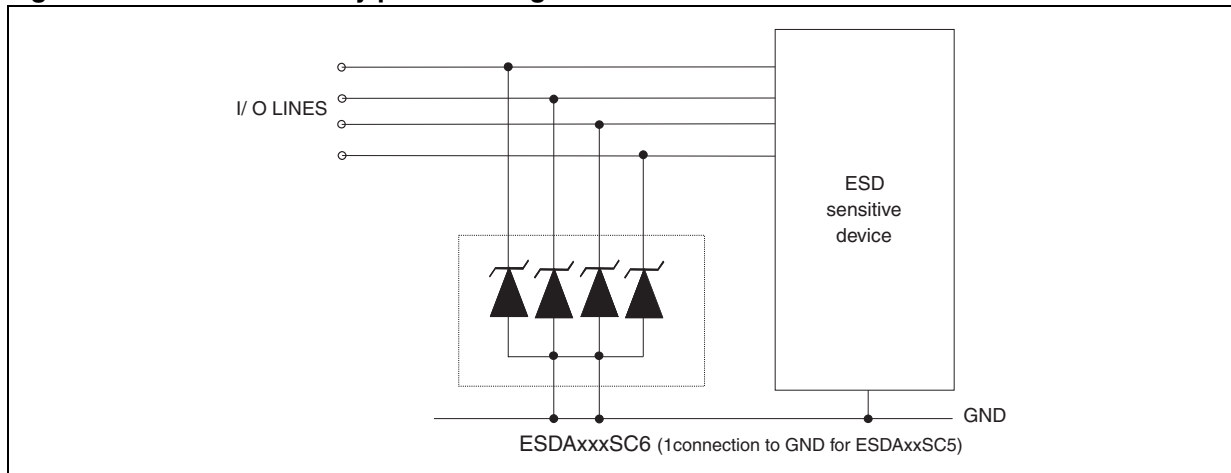 I/ O LINES
ESD
sensitive
device
GND
ESDAxxxSC6 (1connection to GND for ESDAxxSC5)